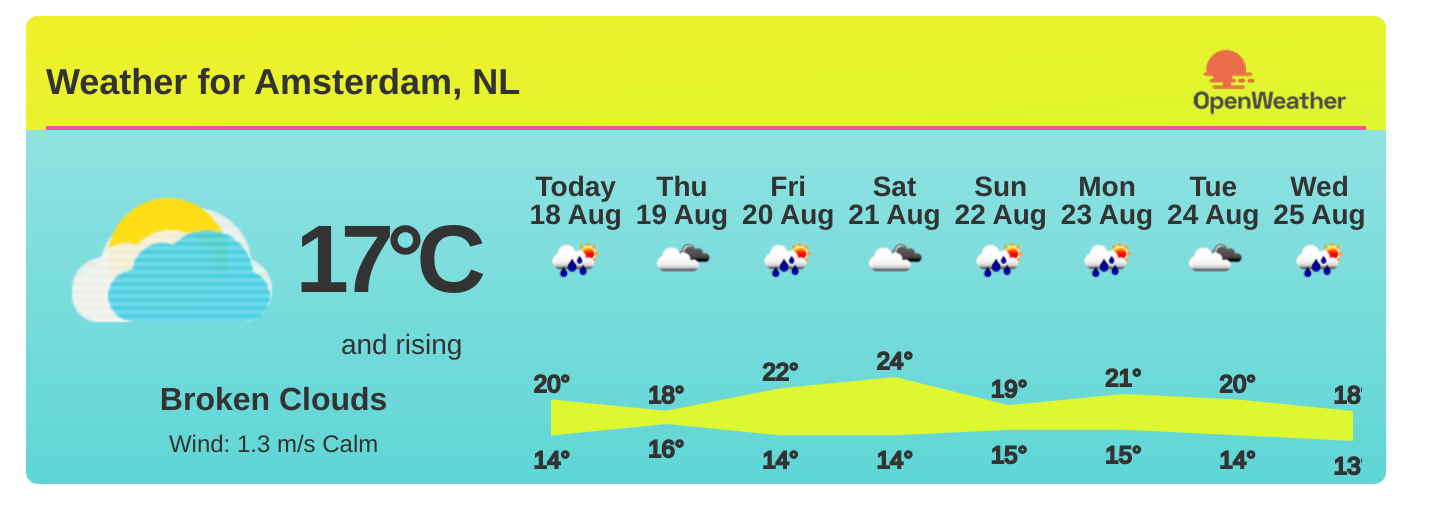 Weather for Amsterdam, NL
OpenWeather
Today Thu Fri Sat Sun Mon Tue Wed
18 Aug 19 Aug 20 Aug 21 Aug 22 Aug 23 Aug 24 Aug 25 Aug
17°C
and rising
Broken Clouds
Wind: 1.3 m/s Calm
20° 18° 22° 24° 19° 21° 20° 18°
14° 16° 14° 14° 15° 15° 14° 13°